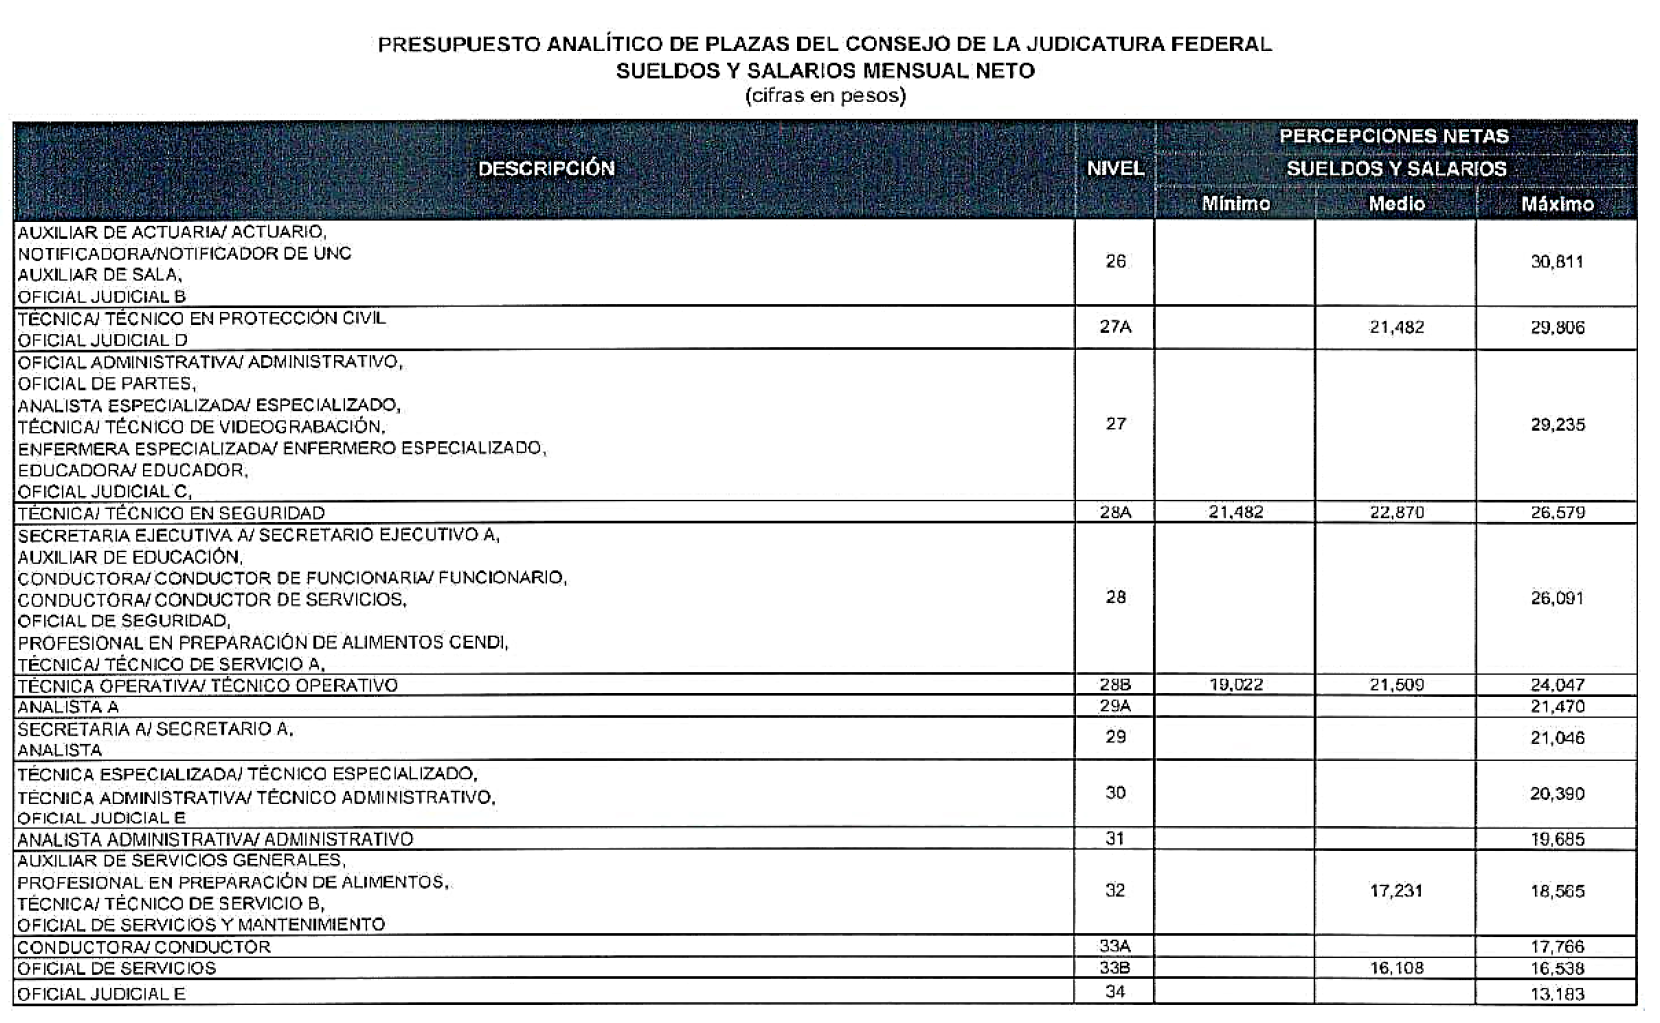 PRESUPUESTO ANALÍTICO DE PLAZAS DEL CONSEJO DE LA JUDICATURA FEDERAL
SUELDOS Y SALARIOS MENSUAL NETO
(cifras en pesos)
DESCRIPCIÓN NIVEL PERCEPCIONES NETAS
SUELDOS Y SALARIOS
Mínimo Medio Máximo
AUXILIAR DE ACTUARIA/ ACTUARIO,
NOTIFICADORA/NOTIFICADOR DE UNC
AUXILIAR DE SALA,
OFICIAL JUDICIAL B
26 30,811
TÉCNICA/ TÉCNICO EN PROTECCIÓN CIVIL
OFICIAL JUDICIAL D
27A 21,482 29,806
OFICIAL ADMINISTRATIVA/ ADMINISTRATIVO,
OFICIAL DE PARTES,
ANALISTA ESPECIALIZADA/ ESPECIALIZADO,
TÉCNICA/ TÉCNICO DE VIDEOGRABACIÓN,
ENFERMERA ESPECIALIZADA/ ENFERMERO ESPECIALIZADO,
EDUCADORA/ EDUCADOR,
OFICIAL JUDICIAL C,
27 29,235
TÉCNICA/ TÉCNICO EN SEGURIDAD 28A 21,482 22,870 26,579
SECRETARIA EJECUTIVA A/ SECRETARIO EJECUTIVO A,
AUXILIAR DE EDUCACIÓN,
CONDUCTORA/ CONDUCTOR DE FUNCIONARIA/ FUNCIONARIO,
CONDUCTORA/ CONDUCTOR DE SERVICIOS,
OFICIAL DE SEGURIDAD,
PROFESIONAL EN PREPARACIÓN DE ALIMENTOS CENDI,
TÉCNICA/ TÉCNICO DE SERVICIO A,
28 26,091
TÉCNICA OPERATIVA/ TÉCNICO OPERATIVO 28B 19,022 21,509 24,047
ANALISTA A 29A 21,470
SECRETARIA A/ SECRETARIO A,
ANALISTA
29 21,046
TÉCNICA ESPECIALIZADA/ TÉCNICO ESPECIALIZADO,
TÉCNICA ADMINISTRATIVA/ TÉCNICO ADMINISTRATIVO,
OFICIAL JUDICIAL E
30 20,390
ANALISTA ADMINISTRATIVA/ ADMINISTRATIVO 31 19,685
AUXILIAR DE SERVICIOS GENERALES,
PROFESIONAL EN PREPARACIÓN DE ALIMENTOS,
TÉCNICA/ TÉCNICO DE SERVICIO B,
OFICIAL DE SERVICIOS Y MANTENIMIENTO
32 17,231 18,565
CONDUCTORA/ CONDUCTOR 33A 17,766
OFICIAL DE SERVICIOS 33B 16,108 16,538
OFICIAL JUDICIAL E 34 13,183